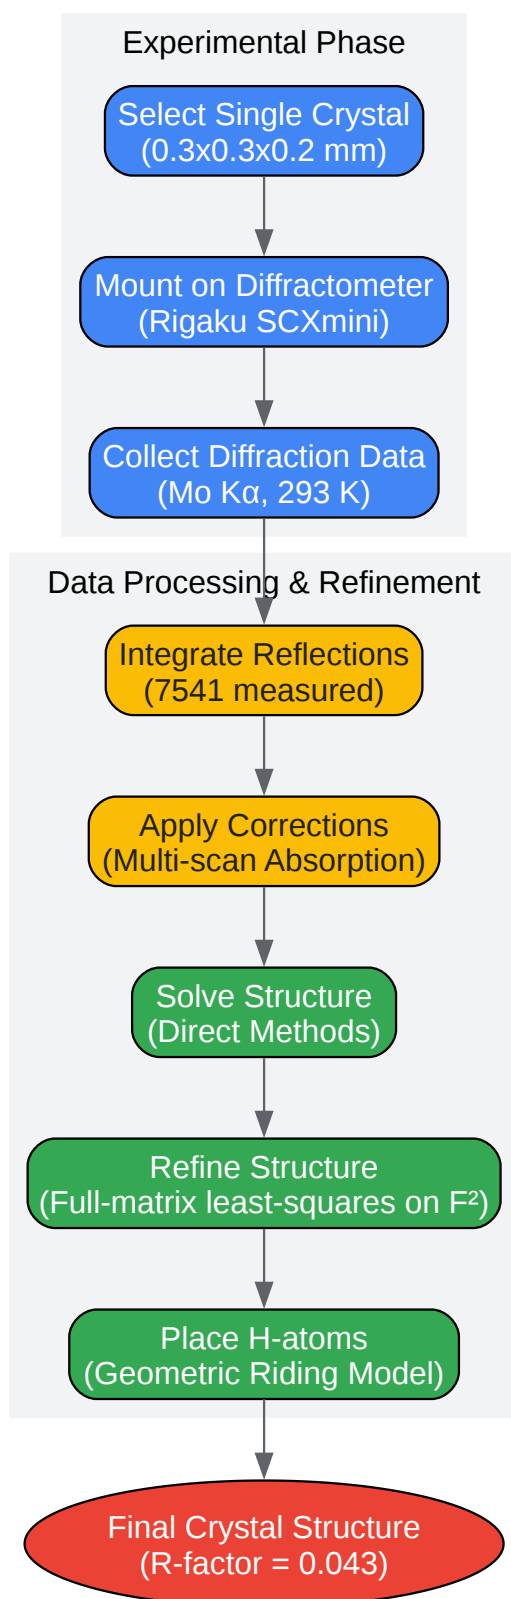 Experimental Phase
Select Single Crystal
(0.3x0.3x0.2 mm)
Mount on Diffractometer
(Rigaku SCXmini)
Collect Diffraction Data
(Mo Kα, 293 K)
Data Processing & Refinement
Integrate Reflections
(7541 measured)
Apply Corrections
(Multi-scan Absorption)
Solve Structure
(Direct Methods)
Refine Structure
(Full-matrix least-squares on F²)
Place H-atoms
(Geometric Riding Model)
Final Crystal Structure
(R-factor = 0.043)